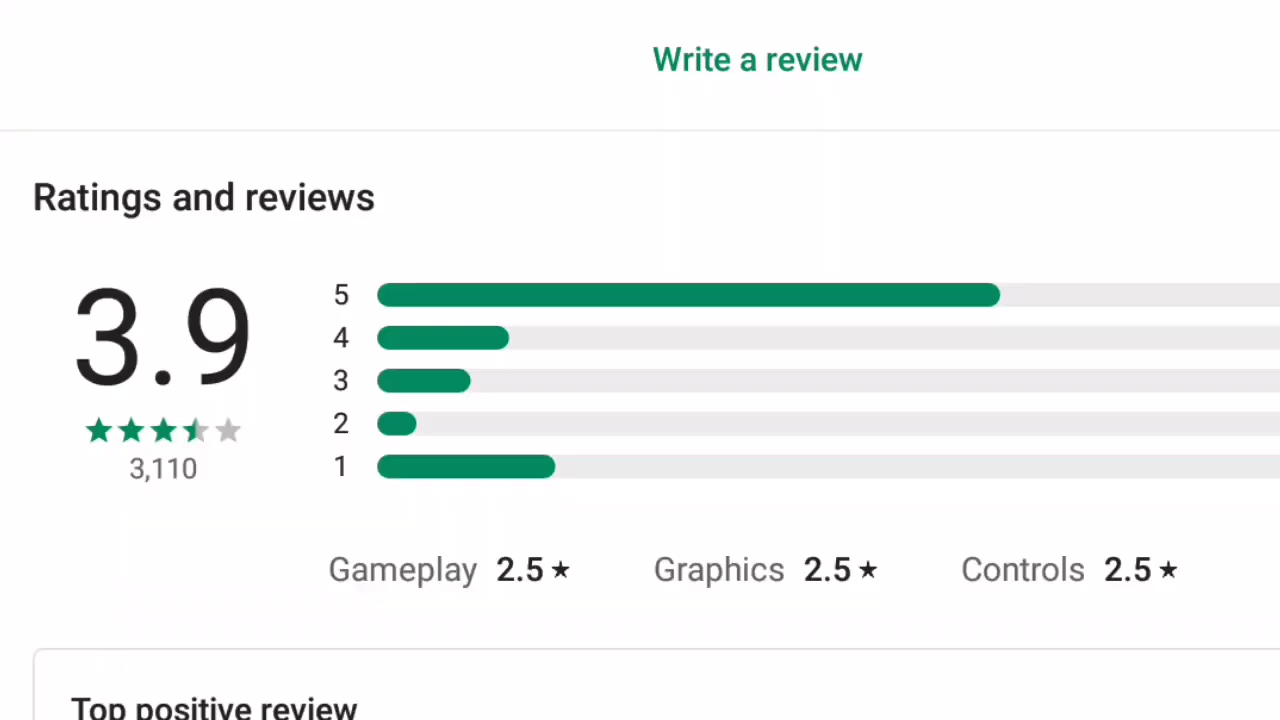 Write a review
Ratings and reviews
3.9
3,110
5
4
3
2
1
Gameplay 2.5★ Graphics 2.5★ Controls 2.5★
Top positive review